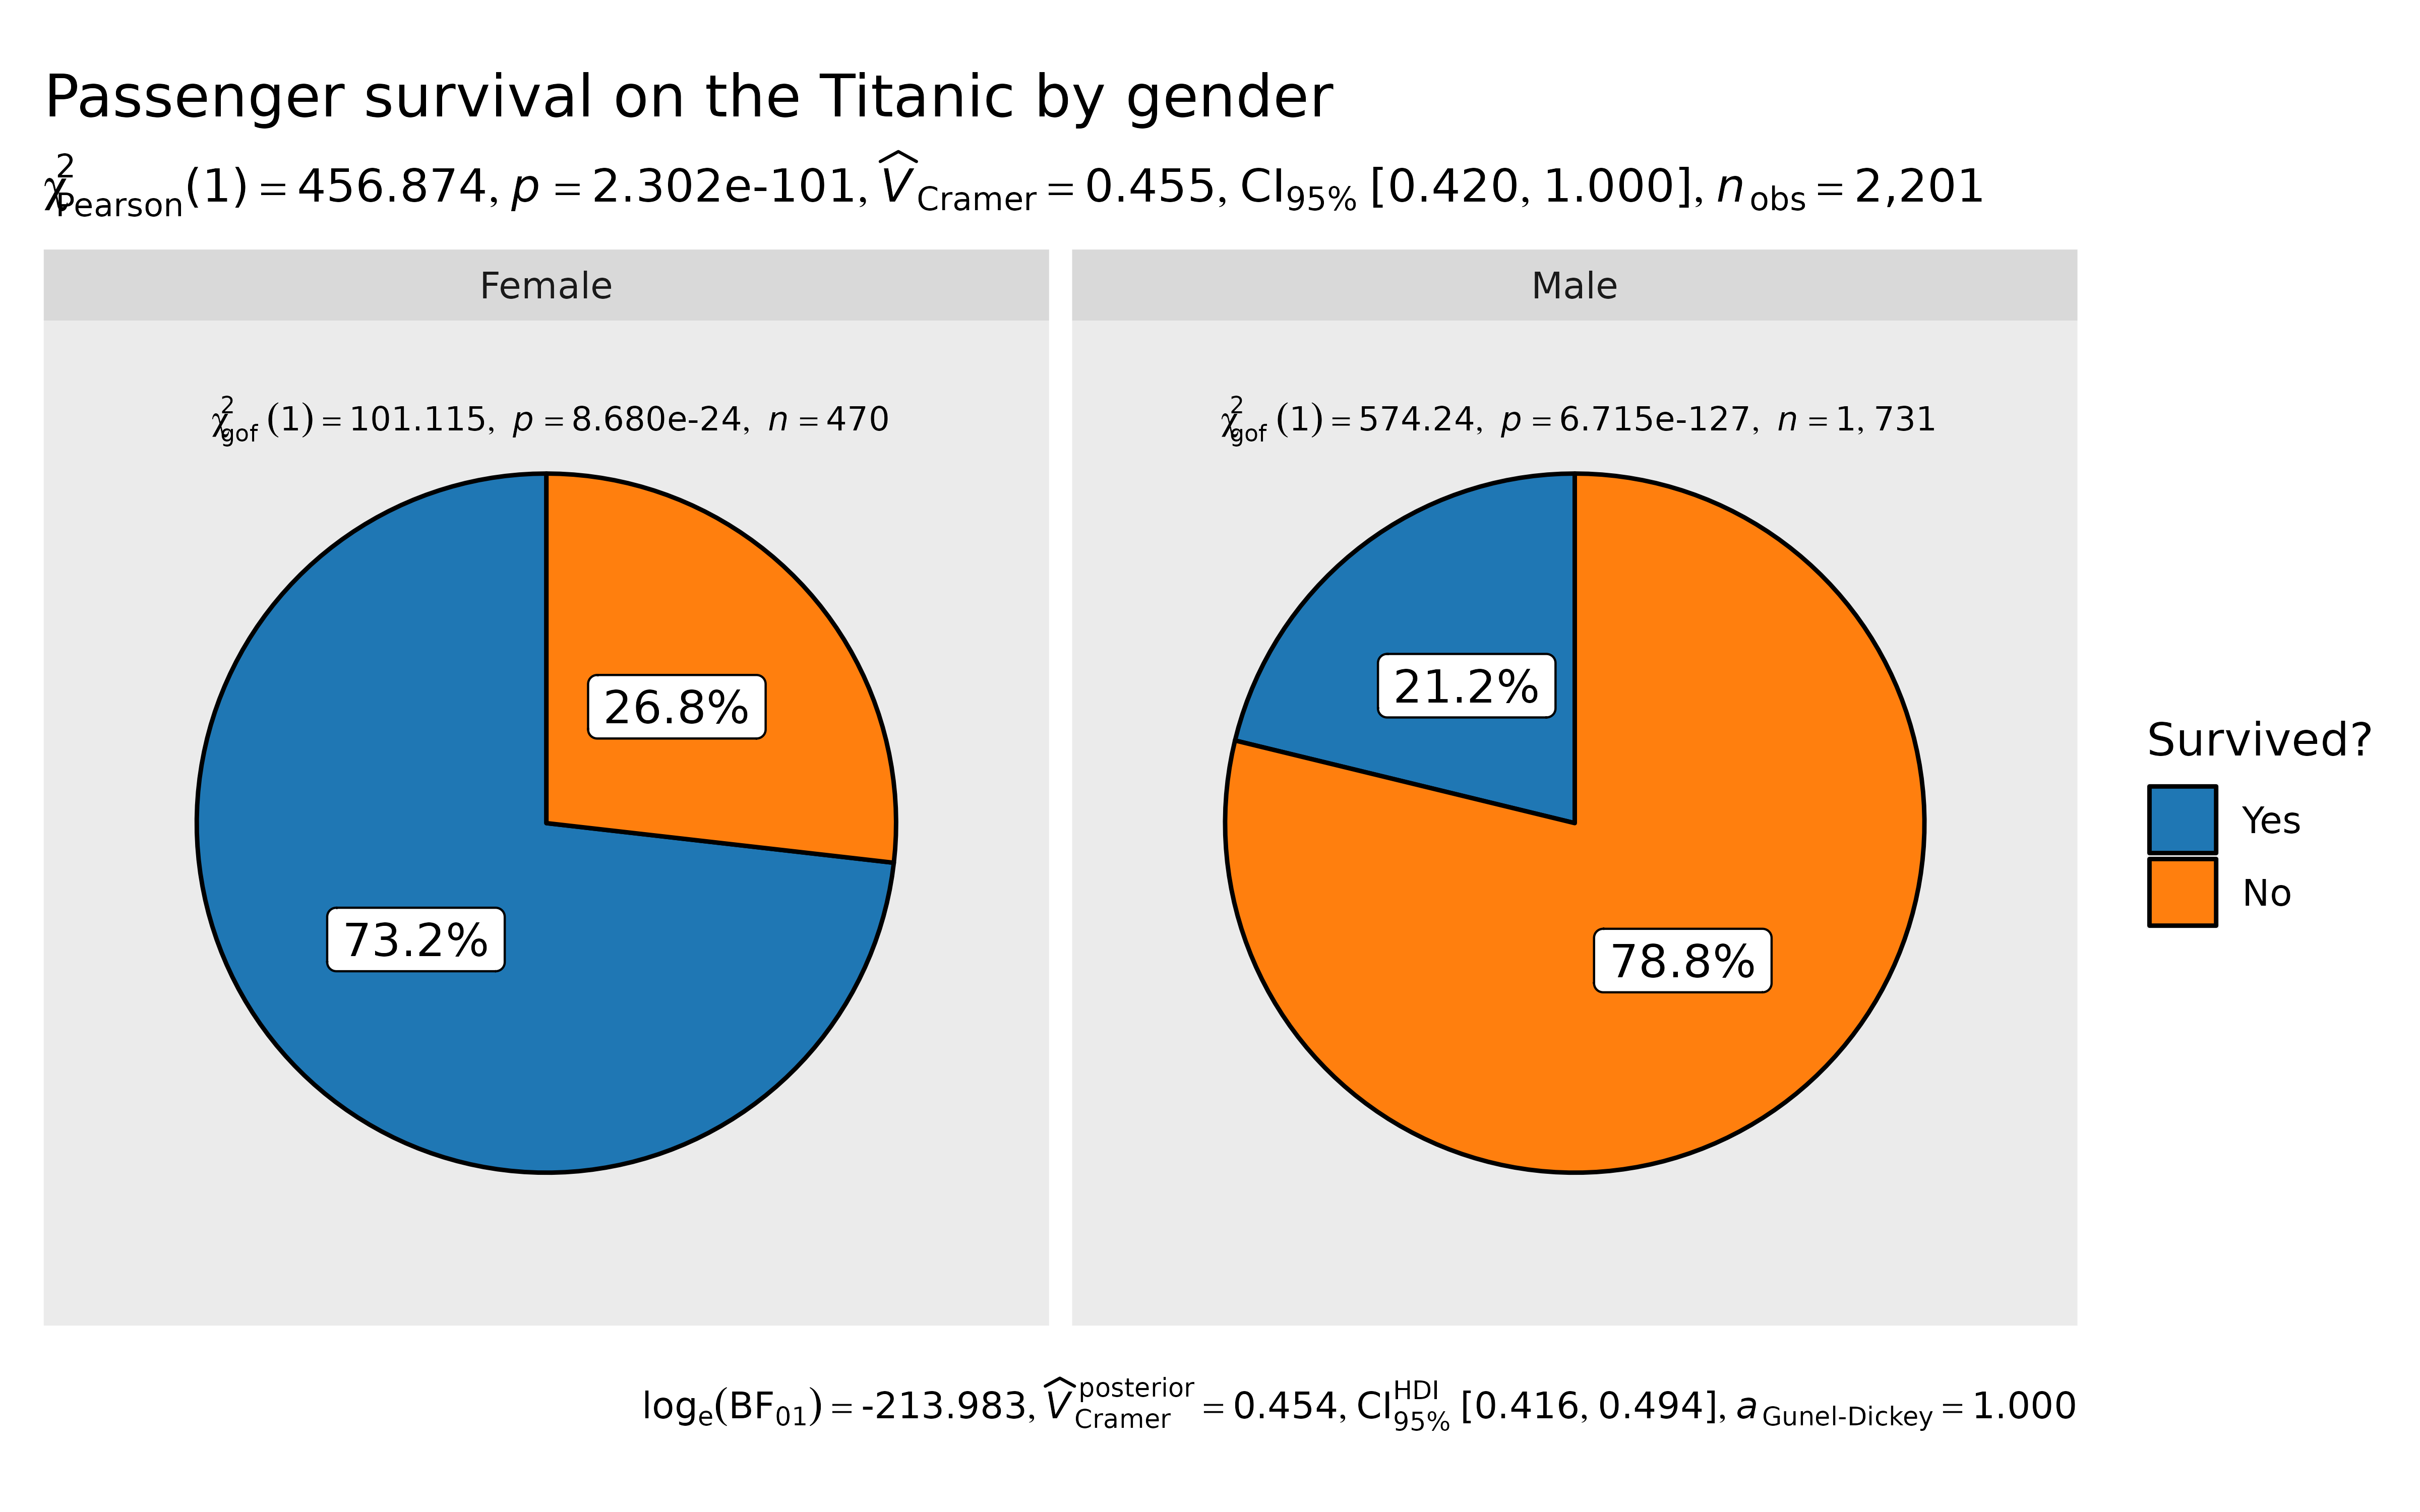 Passenger survival on the Titanic by gender
χ²Pearson(1) = 456.874, p = 2.302e-101, V̂Cramer = 0.455, CI95% [0.420, 1.000], nobs = 2,201
Female
χ²gof (1) = 101.115, p = 8.680e-24, n = 470
26.8%
73.2%
Male
χ²gof (1) = 574.24, p = 6.715e-127, n = 1, 731
21.2%
78.8%
Survived?
Yes
No
loge(BF01) = -213.983, V̂posterior Cramer = 0.454, CI HDI 95% [0.416, 0.494], a Gunel-Dickey = 1.000